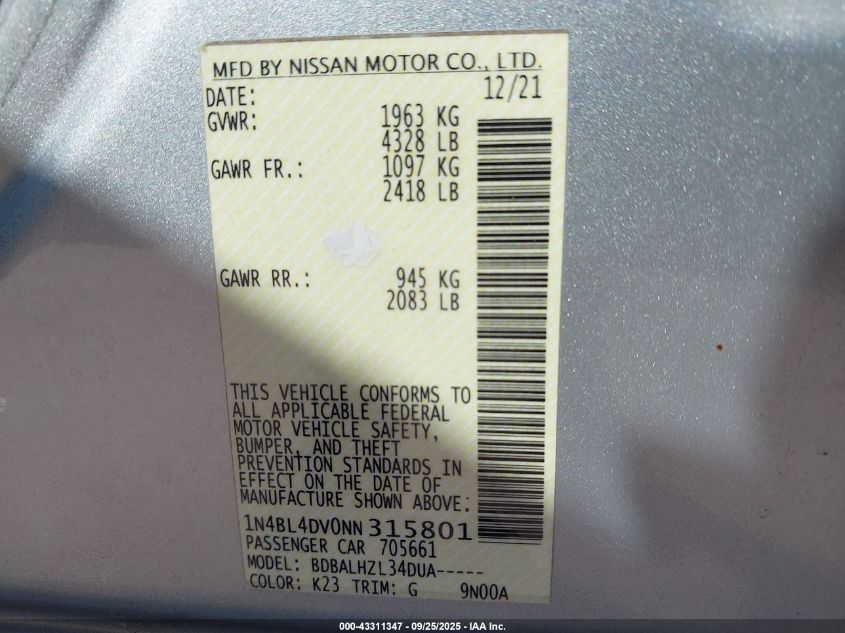 MFD BY NISSAN MOTOR CO., LTD.
DATE: 12/21
GVWR: 1963 KG
4328 LB
GAWR FR.: 1097 KG
2418 LB
GAWR RR.: 945 KG
2083 LB
THIS VEHICLE CONFORMS TO
ALL APPLICABLE FEDERAL
MOTOR VEHICLE SAFETY,
BUMPER, AND THEFT
PREVENTION STANDARDS IN
EFFECT ON THE DATE OF
MANUFACTURE SHOWN ABOVE:
1N4BL4DV0NN315801
PASSENGER CAR 705661
MODEL: BDBALHZL34DUA-----
COLOR: K23 TRIM: G 9N00A
000-43311347 - 09/25/2025 - IAA Inc.